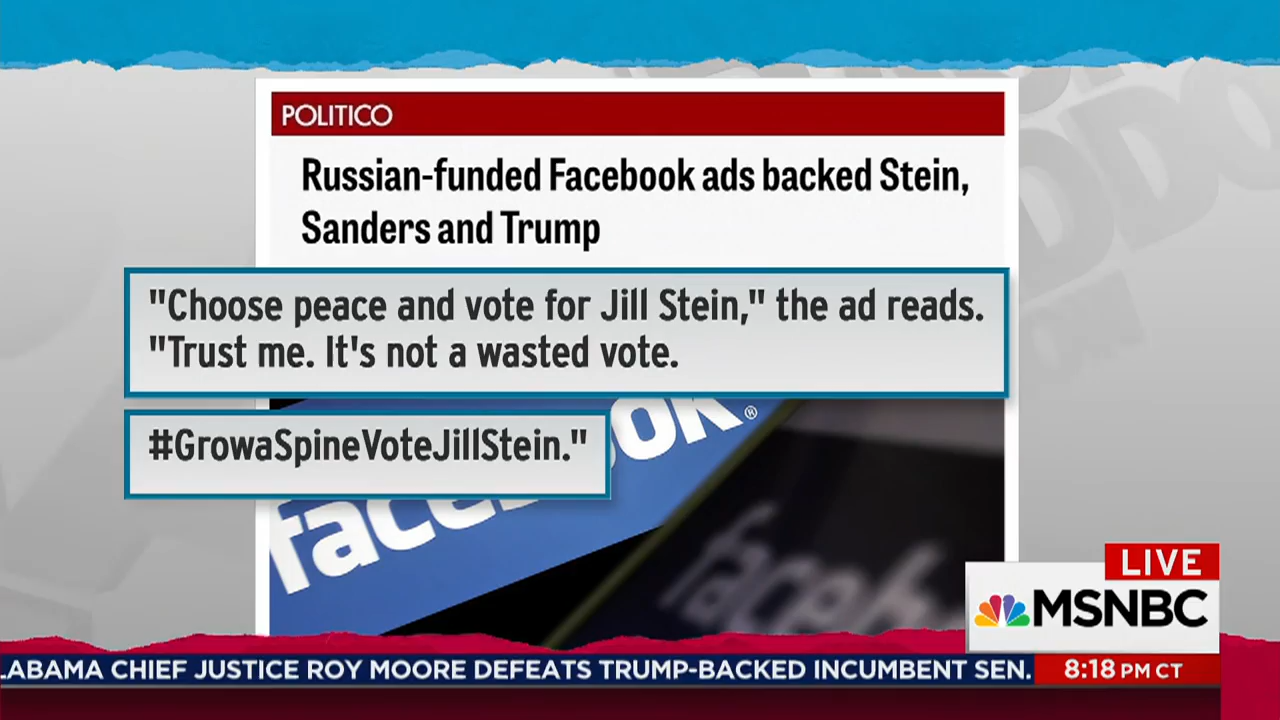 POLITICO
Russian-funded Facebook ads backed Stein,
Sanders and Trump
"Choose peace and vote for Jill Stein," the ad reads.
"Trust me. It's not a wasted vote.
#GrowaSpineVoteJillStein."
facebook®
faceb
LIVE
MSNBC
LABAMA CHIEF JUSTICE ROY MOORE DEFEATS TRUMP-BACKED INCUMBENT SEN.
8:18 PM CT